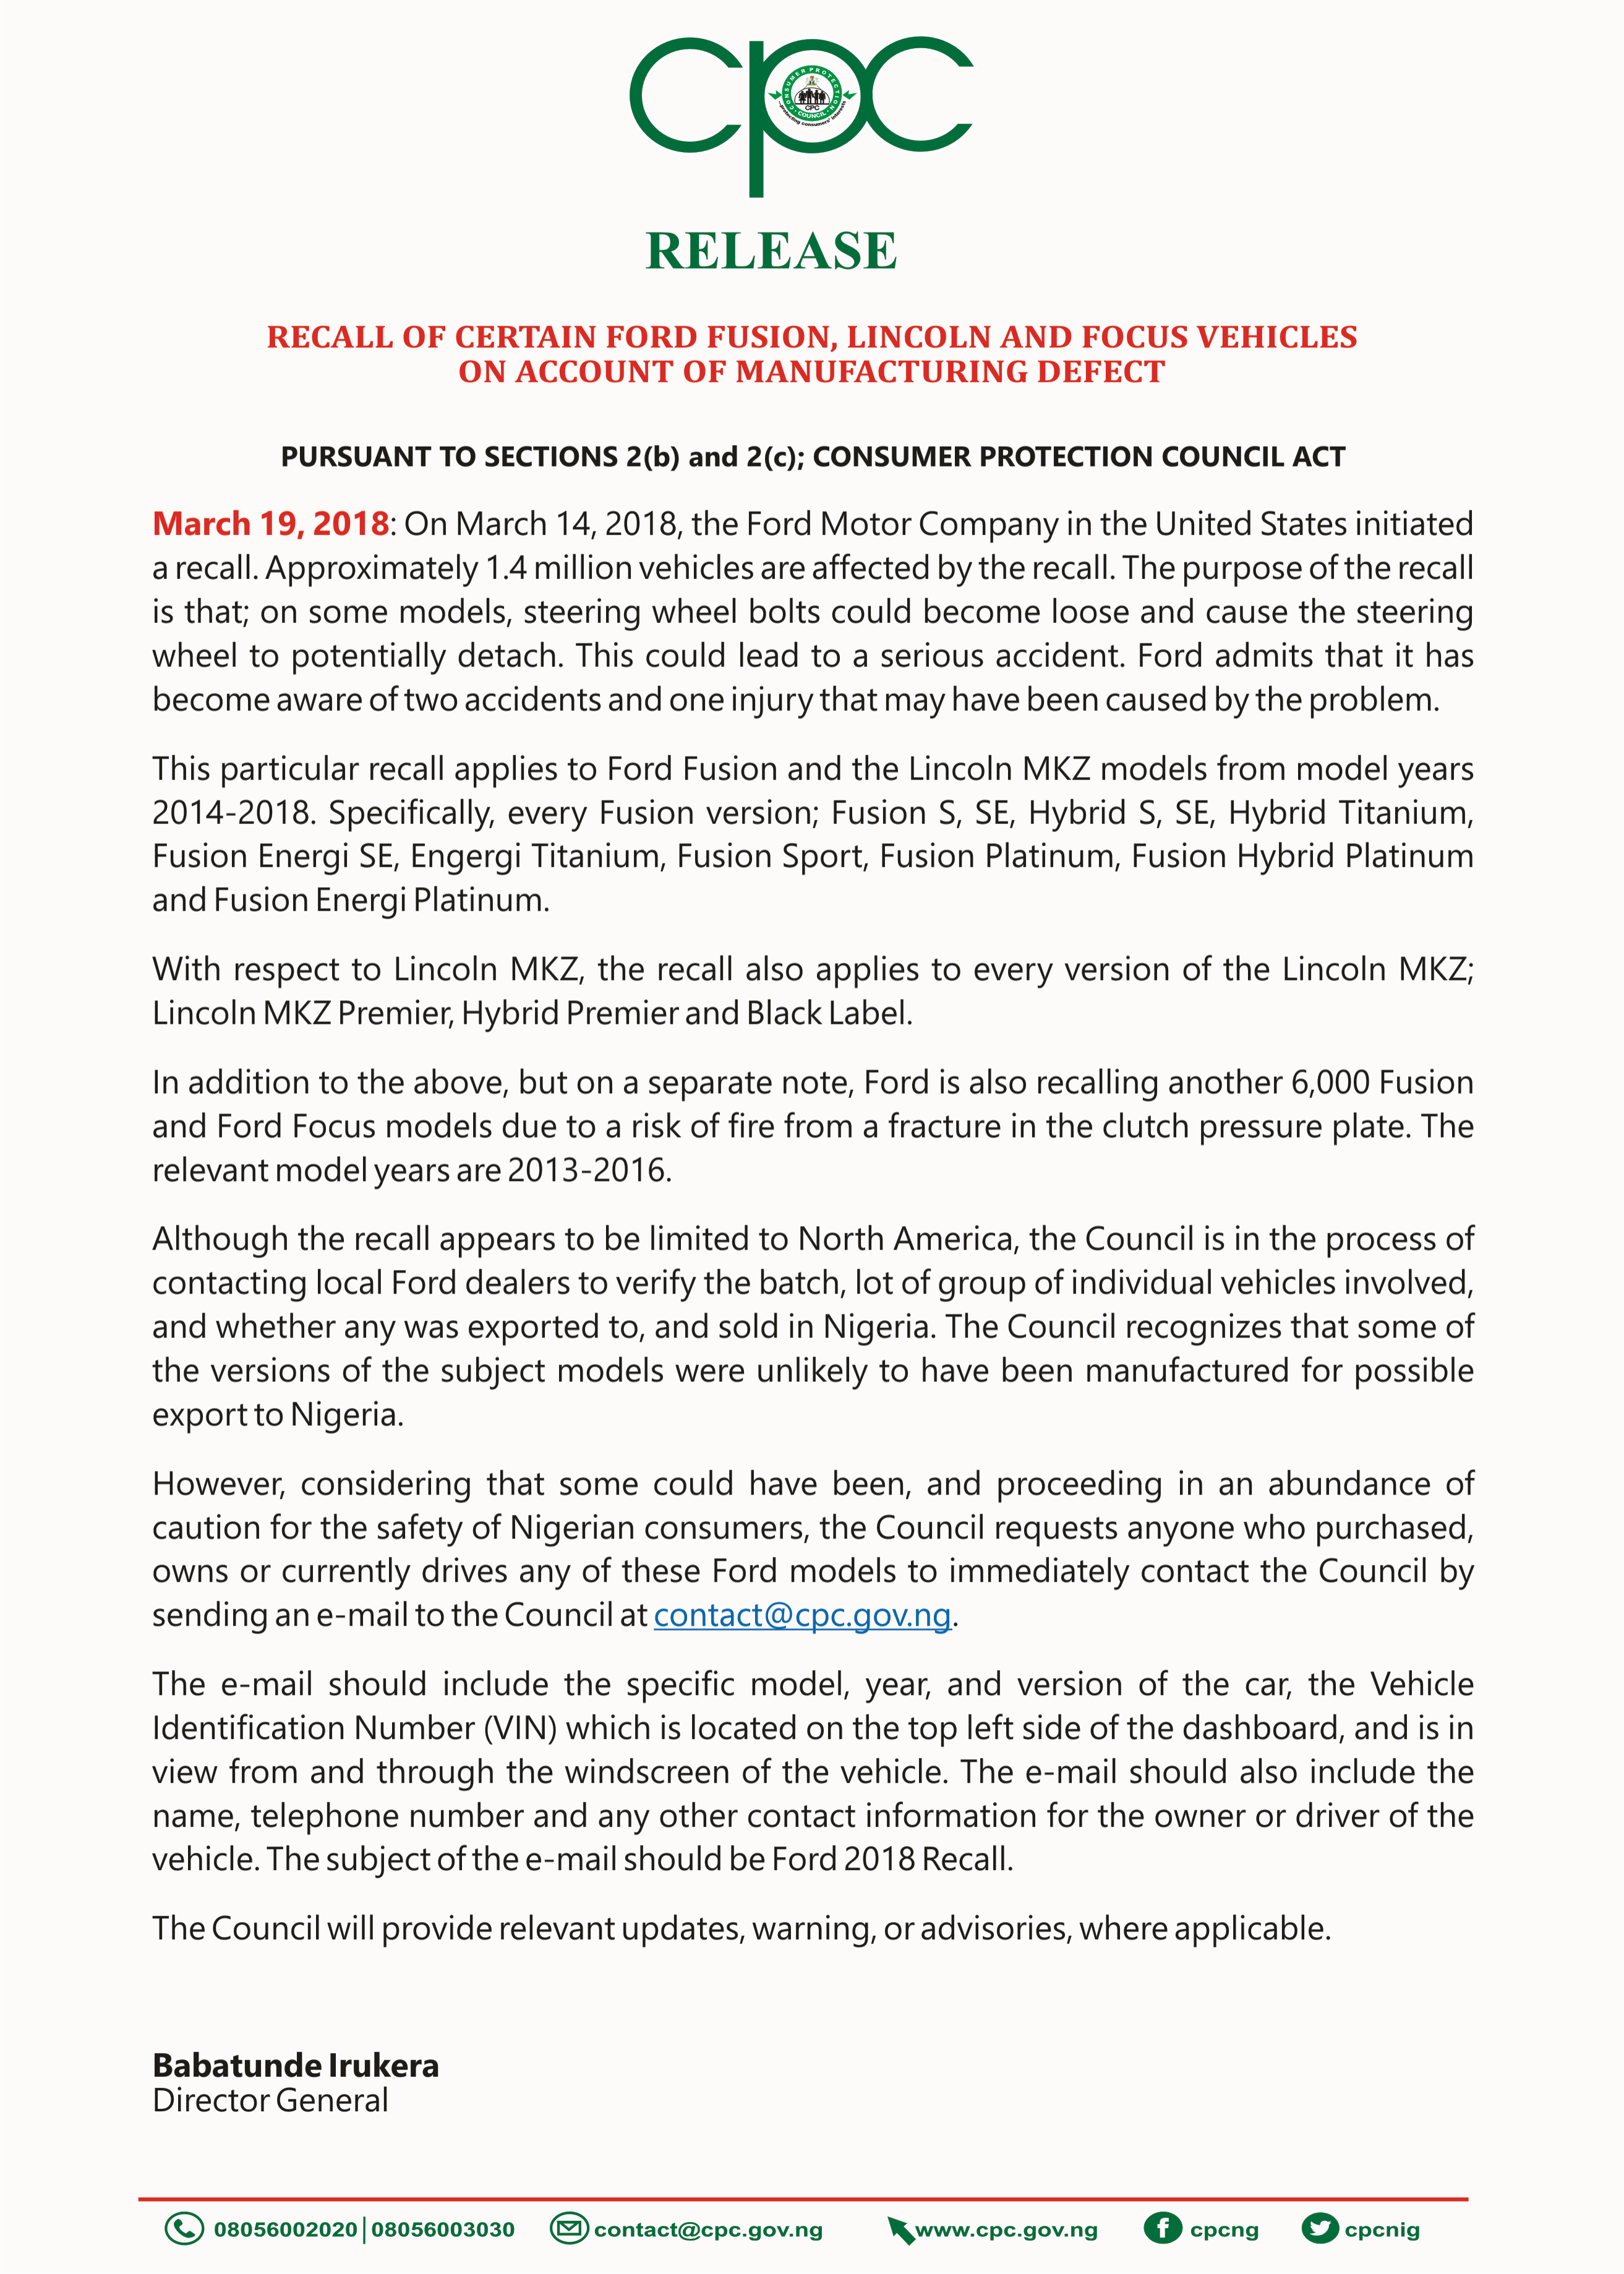 cpc
CONSUMER PROTECTION
CPC
COUNCIL
...protecting consumers' interests
RELEASE
RECALL OF CERTAIN FORD FUSION, LINCOLN AND FOCUS VEHICLES
ON ACCOUNT OF MANUFACTURING DEFECT
PURSUANT TO SECTIONS 2(b) and 2(c); CONSUMER PROTECTION COUNCIL ACT
March 19, 2018: On March 14, 2018, the Ford Motor Company in the United States initiated
a recall. Approximately 1.4 million vehicles are affected by the recall. The purpose of the recall
is that; on some models, steering wheel bolts could become loose and cause the steering
wheel to potentially detach. This could lead to a serious accident. Ford admits that it has
become aware of two accidents and one injury that may have been caused by the problem.
This particular recall applies to Ford Fusion and the Lincoln MKZ models from model years
2014-2018. Specifically, every Fusion version; Fusion S, SE, Hybrid S, SE, Hybrid Titanium,
Fusion Energi SE, Engergi Titanium, Fusion Sport, Fusion Platinum, Fusion Hybrid Platinum
and Fusion Energi Platinum.
With respect to Lincoln MKZ, the recall also applies to every version of the Lincoln MKZ;
Lincoln MKZ Premier, Hybrid Premier and Black Label.
In addition to the above, but on a separate note, Ford is also recalling another 6,000 Fusion
and Ford Focus models due to a risk of fire from a fracture in the clutch pressure plate. The
relevant model years are 2013-2016.
Although the recall appears to be limited to North America, the Council is in the process of
contacting local Ford dealers to verify the batch, lot of group of individual vehicles involved,
and whether any was exported to, and sold in Nigeria. The Council recognizes that some of
the versions of the subject models were unlikely to have been manufactured for possible
export to Nigeria.
However, considering that some could have been, and proceeding in an abundance of
caution for the safety of Nigerian consumers, the Council requests anyone who purchased,
owns or currently drives any of these Ford models to immediately contact the Council by
sending an e-mail to the Council at contact@cpc.gov.ng.
The e-mail should include the specific model, year, and version of the car, the Vehicle
Identification Number (VIN) which is located on the top left side of the dashboard, and is in
view from and through the windscreen of the vehicle. The e-mail should also include the
name, telephone number and any other contact information for the owner or driver of the
vehicle. The subject of the e-mail should be Ford 2018 Recall.
The Council will provide relevant updates, warning, or advisories, where applicable.
Babatunde Irukera
Director General
08056002020|08056003030 contact@cpc.gov.ng www.cpc.gov.ng cpcng cpcnig